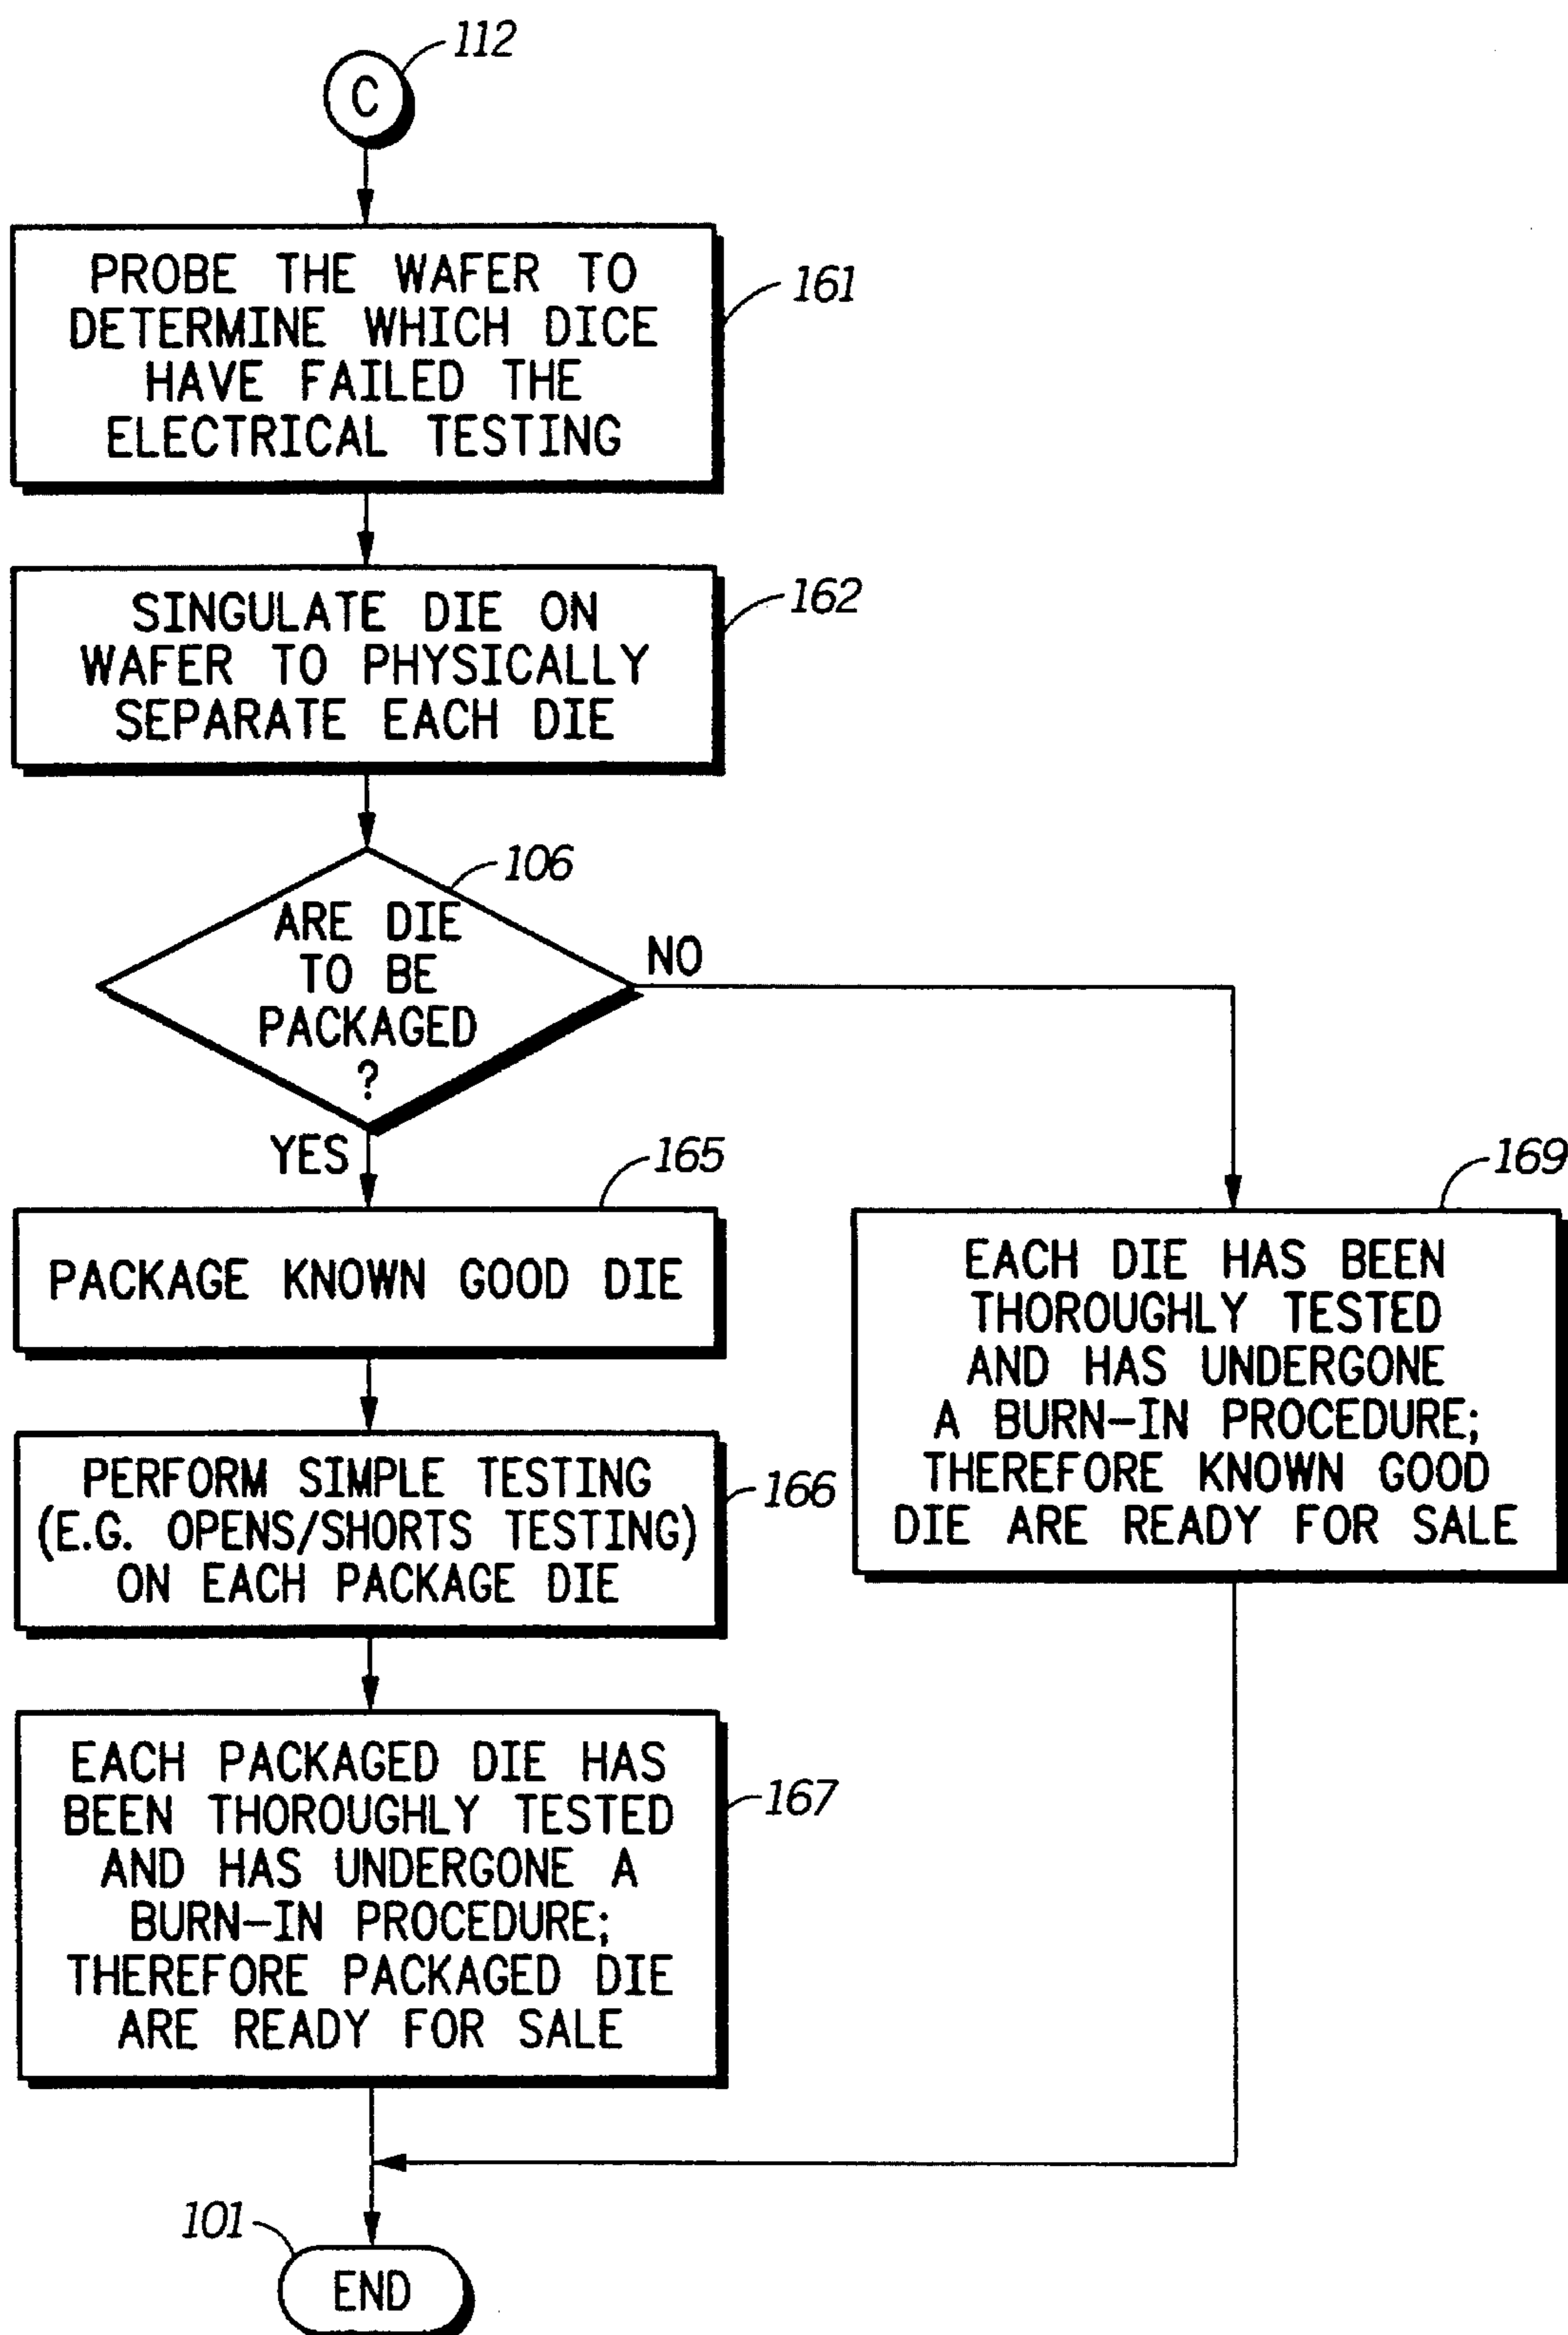 112
C
PROBE THE WAFER TO
DETERMINE WHICH DICE
HAVE FAILED THE
ELECTRICAL TESTING
161
SINGULATE DIE ON
WAFER TO PHYSICALLY
SEPARATE EACH DIE
162
106
ARE DIE
TO BE
PACKAGED
?
NO
YES
165
PACKAGE KNOWN GOOD DIE
169
EACH DIE HAS BEEN
THOROUGHLY TESTED
AND HAS UNDERGONE
A BURN-IN PROCEDURE;
THEREFORE KNOWN GOOD
DIE ARE READY FOR SALE
PERFORM SIMPLE TESTING
(E.G. OPENS/SHORTS TESTING)
ON EACH PACKAGE DIE
166
EACH PACKAGED DIE HAS
BEEN THOROUGHLY TESTED
AND HAS UNDERGONE A
BURN-IN PROCEDURE;
THEREFORE PACKAGED DIE
ARE READY FOR SALE
167
101
END